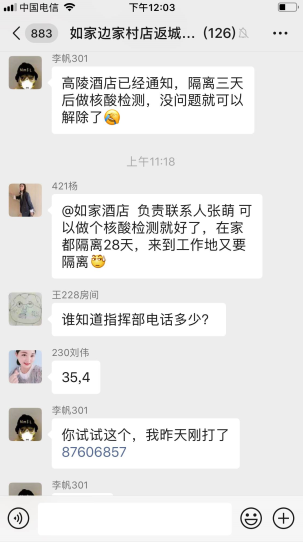 中国电信
下午12:03
883
如家边家村店返城...
（126）
李帆301
高陵酒店已经通知，隔离三天
后做核酸检测，没问题就可以
解除了
上午11:18
421杨
@如家酒店 负责联系人张萌 可
以做个核酸检测就好了，在家
都隔离28天，来到工作地又要
隔离
王228房间
谁知道指挥部电话多少？
230刘伟
35,4
李帆301
你试试这个，我昨天刚打了
87606857
李帆301